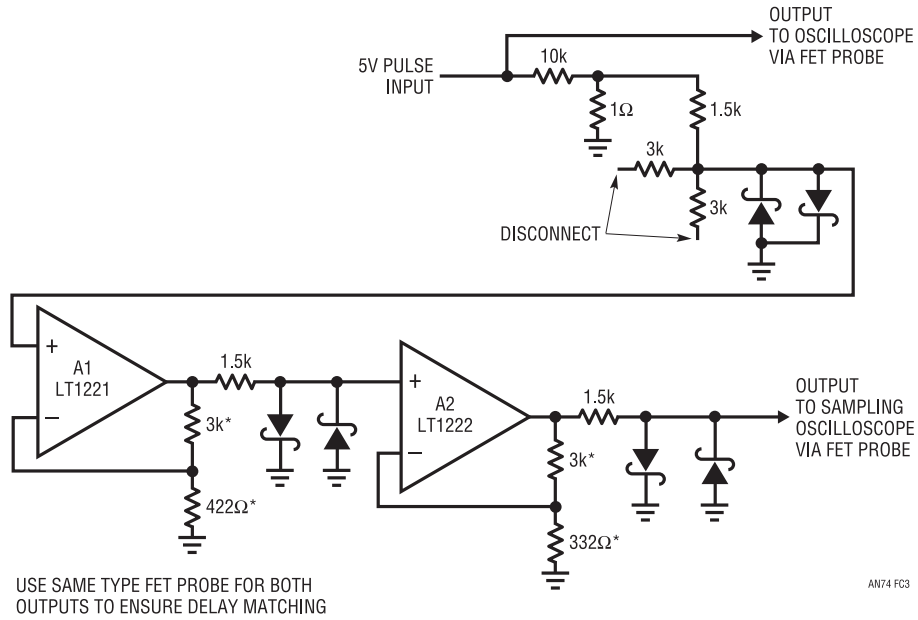 OUTPUT
TO OSCILLOSCOPE
VIA FET PROBE
5V PULSE
INPUT
10k
1Ω
1.5k
3k
3k
DISCONNECT
+
A1
LT1221
−
1.5k
3k*
422Ω*
+
A2
LT1222
−
1.5k
3k*
332Ω*
OUTPUT
TO SAMPLING
OSCILLOSCOPE
VIA FET PROBE
USE SAME TYPE FET PROBE FOR BOTH
OUTPUTS TO ENSURE DELAY MATCHING
AN74 FC3